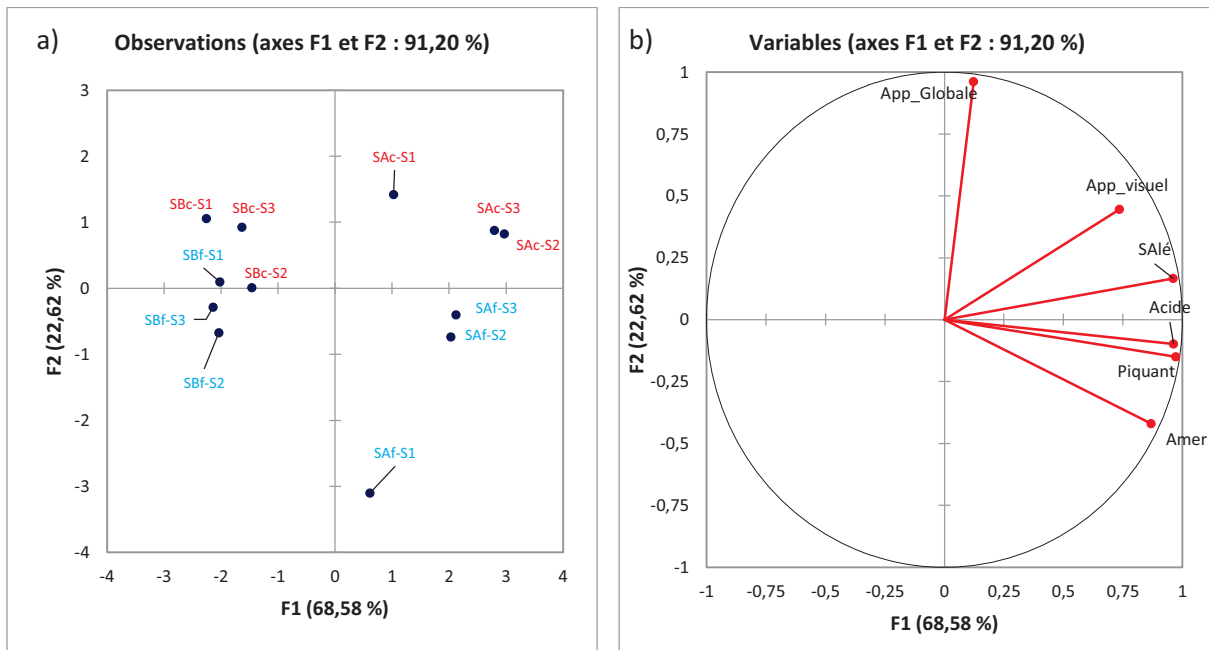 a)
Observations (axes F1 et F2 : 91,20 %)
3
2
1
0
-1
-2
-3
-4
-4
-3
-2
-1
0
1
2
3
4
F2 (22,62 %)
F1 (68,58 %)
SAc-S1
SBc-S1
SBc-S3
SAc-S3
SAc-S2
SBf-S1
SBc-S2
SBf-S3
SAf-S3
SAf-S2
SBf-S2
SAf-S1
b)
Variables (axes F1 et F2 : 91,20 %)
1
0,75
0,5
0,25
0
-0,25
-0,5
-0,75
-1
-1
-0,75
-0,5
-0,25
0
0,25
0,5
0,75
1
F2 (22,62 %)
F1 (68,58 %)
App_Globale
App_visuel
SAlé
Acide
Piquant
Amer